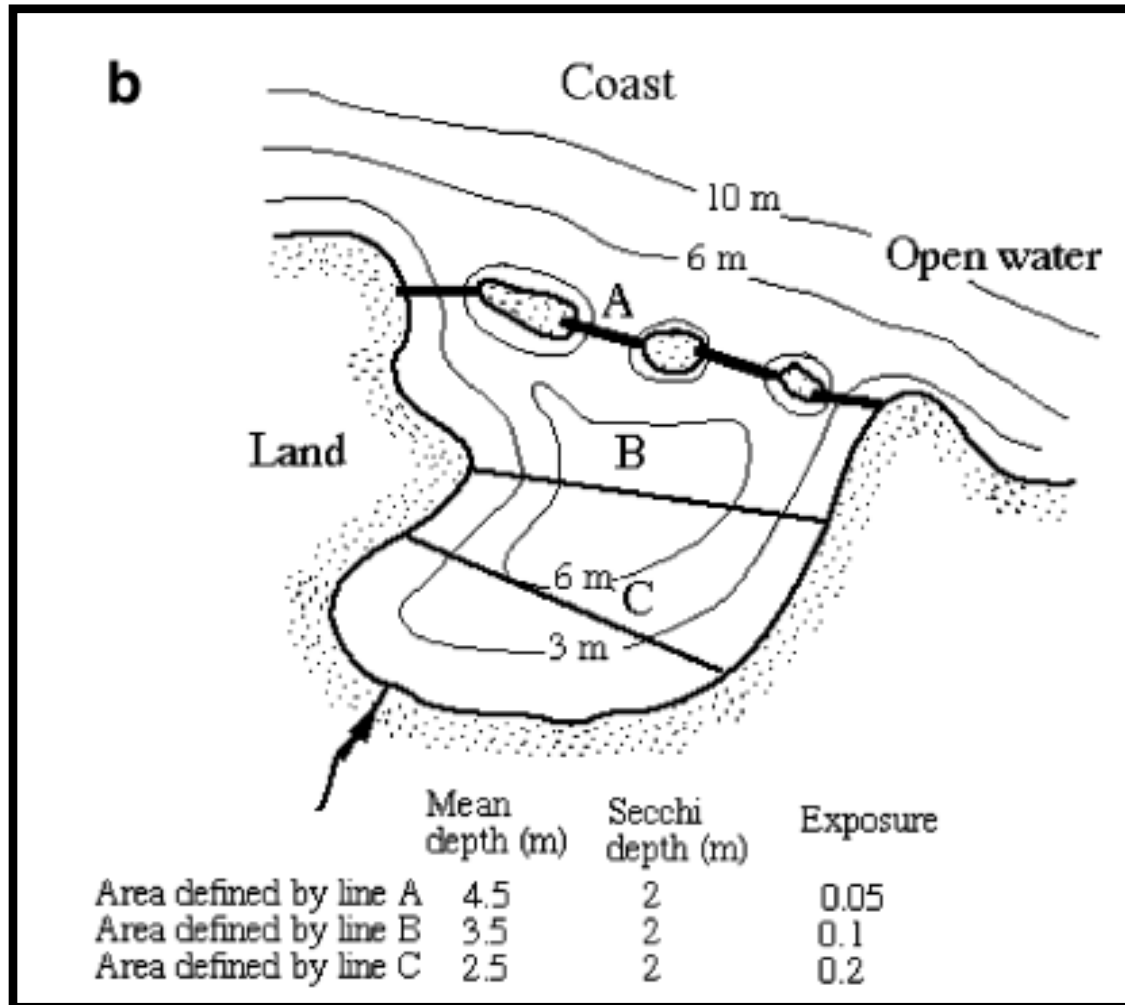 b
Coast
10 m
6 m
Open water
A
Land
B
6 m
C
3 m
Mean depth (m) Secchi depth (m) Exposure
Area defined by line A 4.5 2 0.05
Area defined by line B 3.5 2 0.1
Area defined by line C 2.5 2 0.2